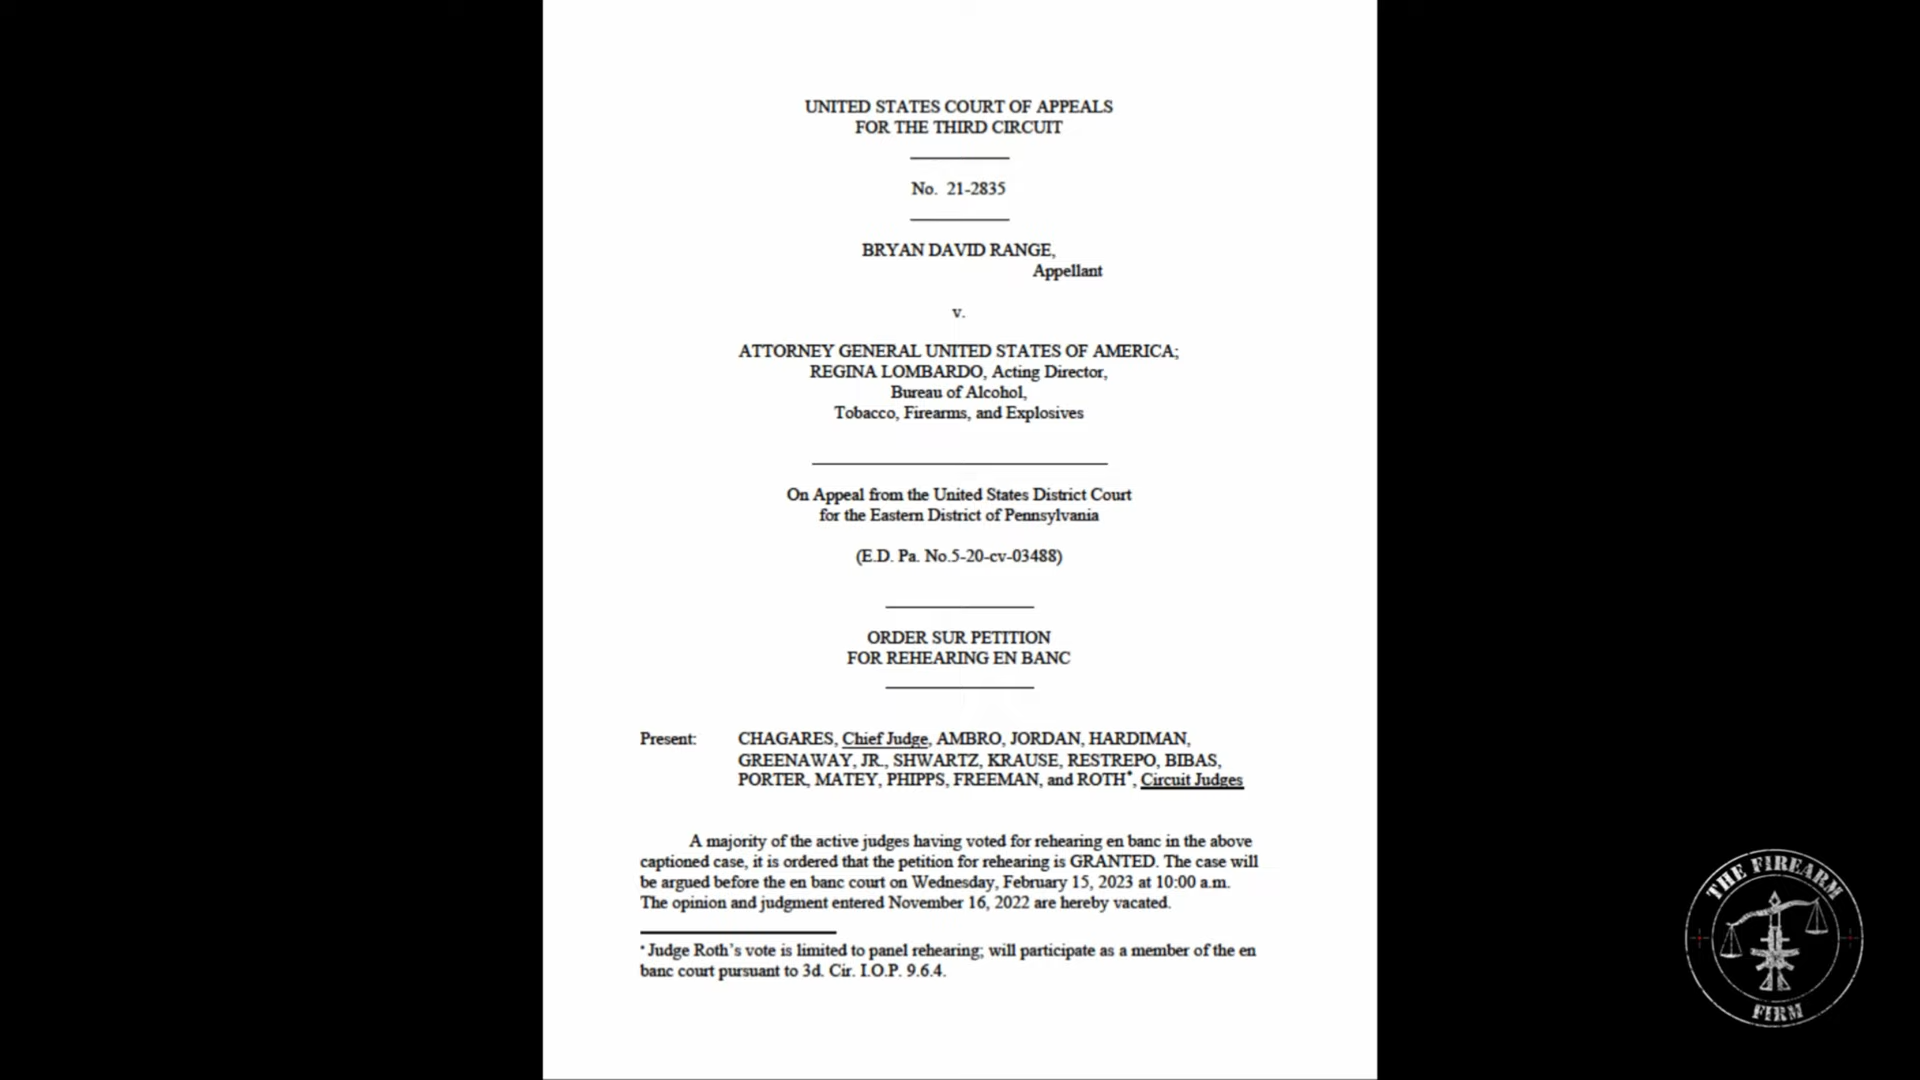 UNITED STATES COURT OF APPEALS
FOR THE THIRD CIRCUIT
No. 21-2835
BRYAN DAVID RANGE,
Appellant
v.
ATTORNEY GENERAL UNITED STATES OF AMERICA;
REGINA LOMBARDO, Acting Director,
Bureau of Alcohol,
Tobacco, Firearms, and Explosives
On Appeal from the United States District Court
for the Eastern District of Pennsylvania
(E.D. Pa. No.5-20-cv-03488)
ORDER SUR PETITION
FOR REHEARING EN BANC
Present: CHAGARES, Chief Judge, AMBRO, JORDAN, HARDIMAN,
GREENAWAY, JR., SHWARTZ, KRAUSE, RESTREPO, BIBAS,
PORTER, MATEY, PHIPPS, FREEMAN, and ROTH*, Circuit Judges
A majority of the active judges having voted for rehearing en banc in the above
captioned case, it is ordered that the petition for rehearing is GRANTED. The case will
be argued before the en banc court on Wednesday, February 15, 2023 at 10:00 a.m.
The opinion and judgment entered November 16, 2022 are hereby vacated.
* Judge Roth's vote is limited to panel rehearing; will participate as a member of the en
banc court pursuant to 3d. Cir. I.O.P. 9.6.4.
THE FIREARM
FIRM